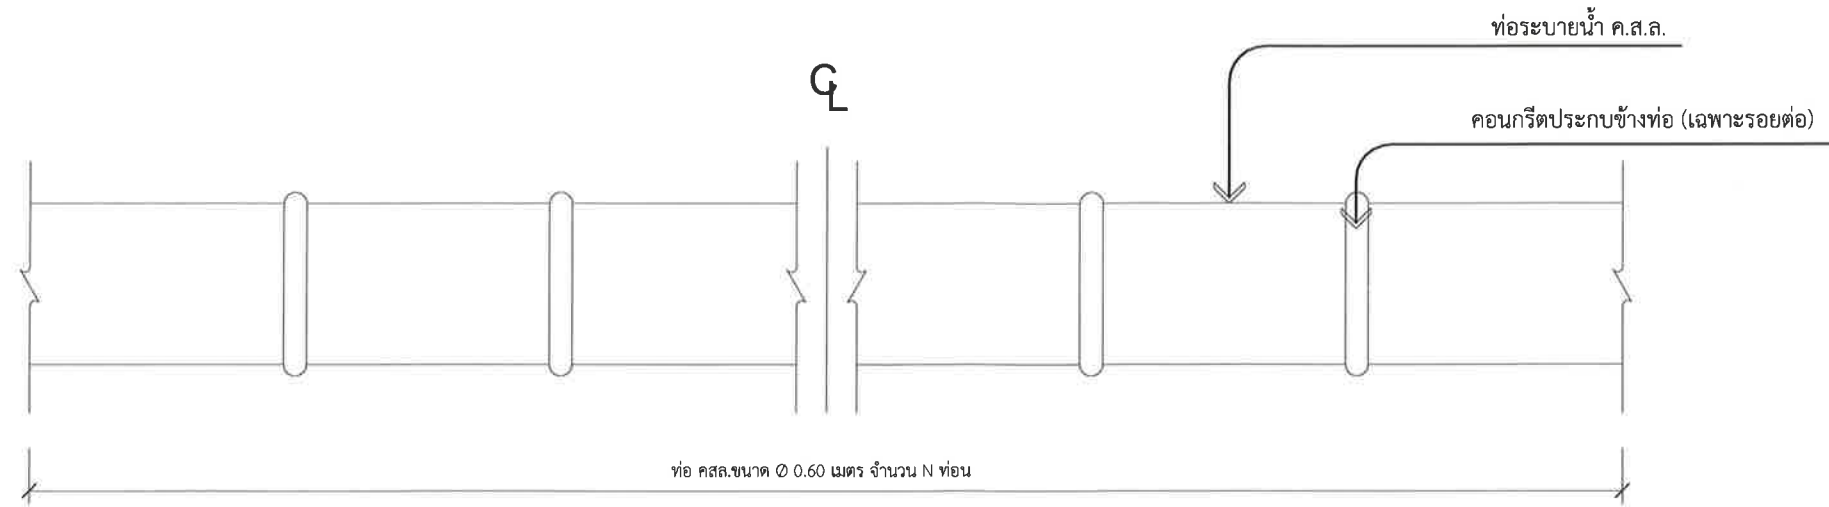 ท่อระบายน้ำ ค.ส.ล.
CL
คอนกรีตประกบข้างท่อ (เฉพาะรอยต่อ)
ท่อ คสล.ขนาด Ø 0.60 เมตร จำนวน N ท่อน